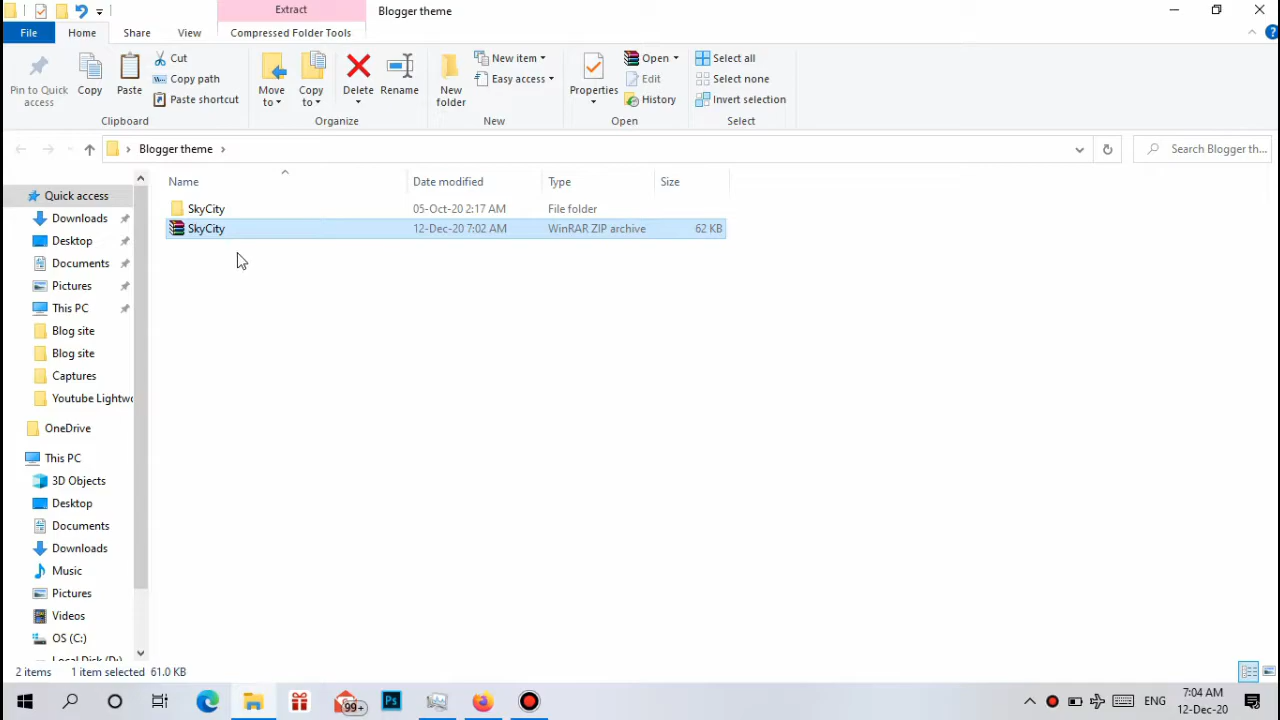 Extract
Blogger theme
File
Home
Share
View
Compressed Folder Tools
Pin to Quick access
Copy
Paste
Cut
Copy path
Paste shortcut
Clipboard
Move to
Copy to
Delete
Rename
Organize
New folder
New item
Easy access
New
Properties
Open
Edit
History
Open
Select all
Select none
Invert selection
Select
Blogger theme
Search Blogger th...
Name
Date modified
Type
Size
SkyCity
05-Oct-20 2:17 AM
File folder
SkyCity
12-Dec-20 7:02 AM
WinRAR ZIP archive
62 KB
Quick access
Downloads
Desktop
Documents
Pictures
This PC
Blog site
Blog site
Captures
Youtube Lightwo
OneDrive
This PC
3D Objects
Desktop
Documents
Downloads
Music
Pictures
Videos
OS (C:)
Local Disk (D:)
2 items
1 item selected 61.0 KB
99+
Ps
ENG
7:04 AM
12-Dec-20